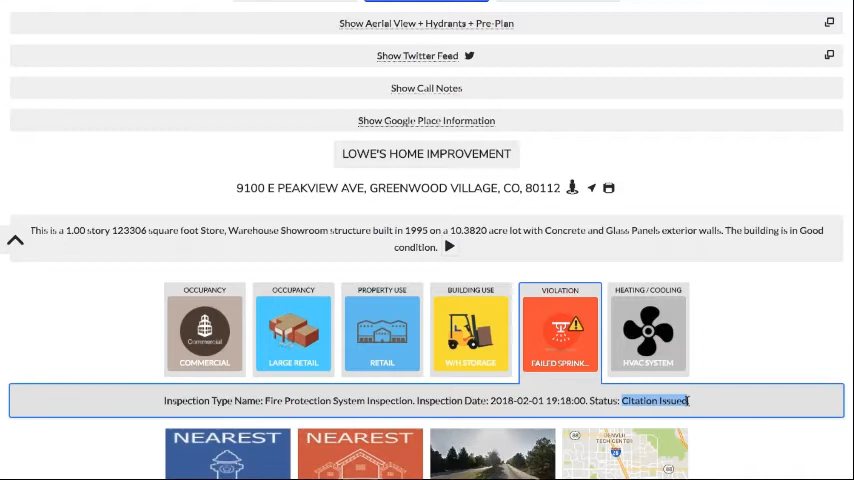 Show Aerial View + Hydrants + Pre-Plan
Show Twitter Feed
Show Call Notes
Show Google Place Information
LOWE'S HOME IMPROVEMENT
9100 E PEAKVIEW AVE, GREENWOOD VILLAGE, CO, 80112
This is a 1.00 story 123306 square foot Store, Warehouse Showroom structure built in 1995 on a 10.3820 acre lot with Concrete and Glass Panels exterior walls. The building is in Good
condition.
OCCUPANCY
Commercial
COMMERCIAL
OCCUPANCY
LARGE RETAIL
PROPERTY USE
RETAIL
BUILDING USE
W/H STORAGE
VIOLATION
FAILED SPRINK..
HEATING / COOLING
HVAC SYSTEM
Inspection Type Name: Fire Protection System Inspection. Inspection Date: 2018-02-01 19:18:00. Status: Citation Issued
NEAREST
NEAREST
88
DENVER
TECH CENTER
88